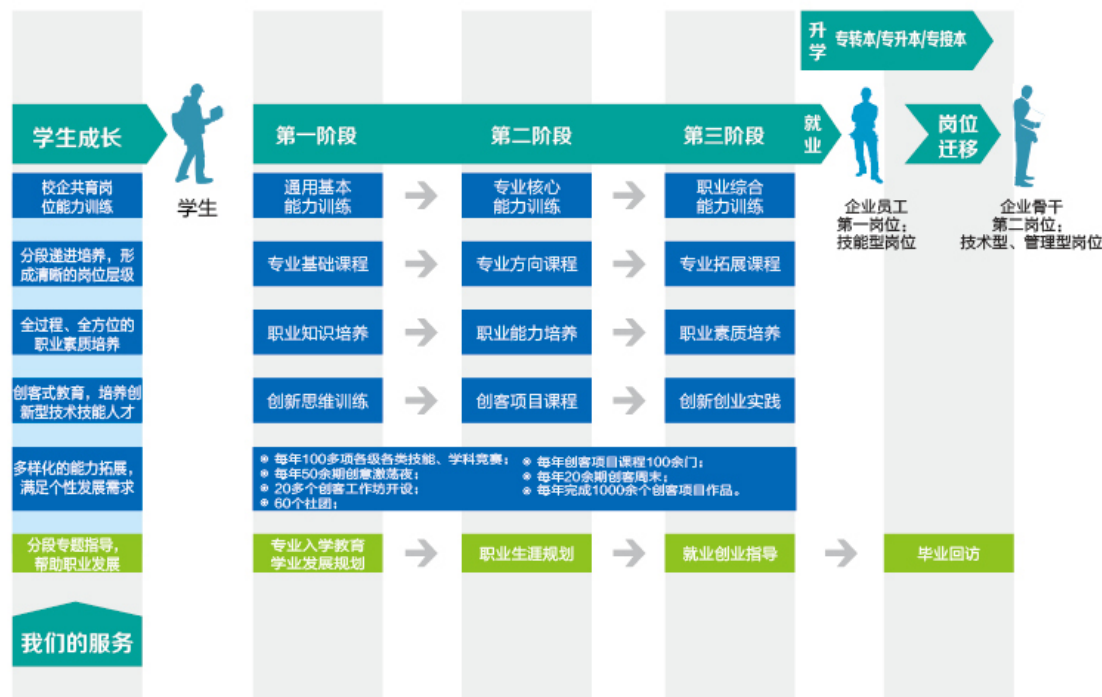 升
学
专转本/专升本/专接本
学生成长
学生
第一阶段
第二阶段
第三阶段
就
业
岗位
迁移
企业员工
第一岗位；
技能型岗位
企业骨干
第二岗位；
技术型、管理型岗位
校企共育岗
位能力训练
通用基本
能力训练
专业核心
能力训练
职业综合
能力训练
分段递进培养，形
成清晰的岗位层级
专业基础课程
专业方向课程
专业拓展课程
全过程、全方位的
职业素质培养
职业知识培养
职业能力培养
职业素质培养
创客式教育，培养创
新型技术技能人才
创新思维训练
创客项目课程
创新创业实践
多样化的能力拓展，
满足个性发展需求
每年100多项各级各类技能、学科竞赛；
每年50余期创意激荡夜；
20多个创客工作坊开设；
60个社团；
每年创客项目课程100余门；
每年20余期创客周末；
每年完成1000余个创客项目作品。
分段专题指导，
帮助职业发展
专业入学教育
学业发展规划
职业生涯规划
就业创业指导
毕业回访
我们的服务